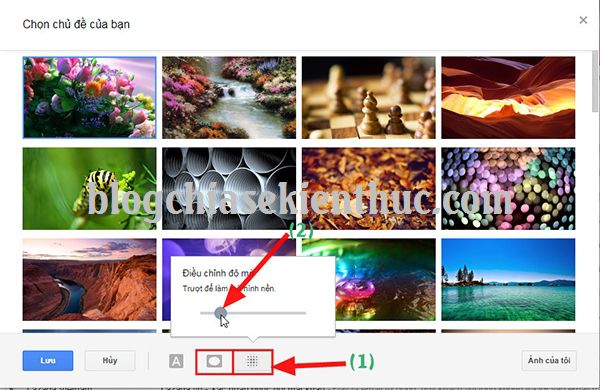 Chọn chủ đề của bạn
blogchiasekienthuc.com
(2)
Điều chỉnh độ mờ
Trượt để làm mờ hình nền.
Lưu
Hủy
A
(1)
Ảnh của tôi